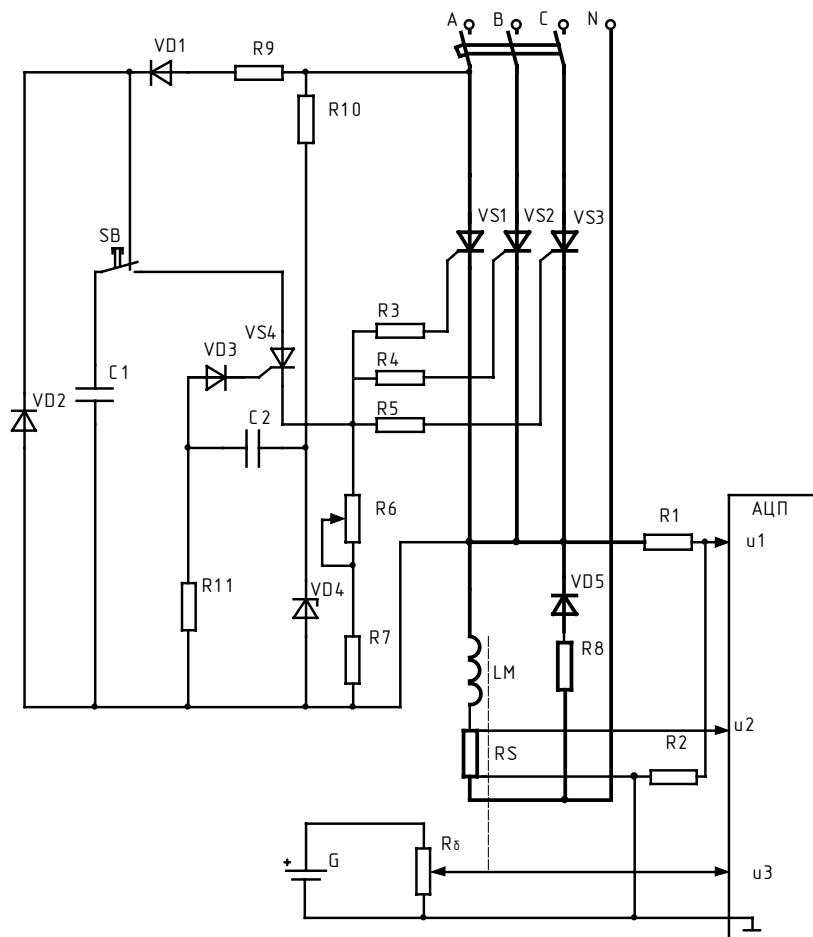 A B C N
VD1 R9
R10
VS1 VS2 VS3
SB
R3
VS4
VD3 R4
C1
VD2 C2 R5
R6 R1 АЦП
u1
R11 VD4 VD5
R7 R8
LM
u2
RS R2
+ G Rδ u3